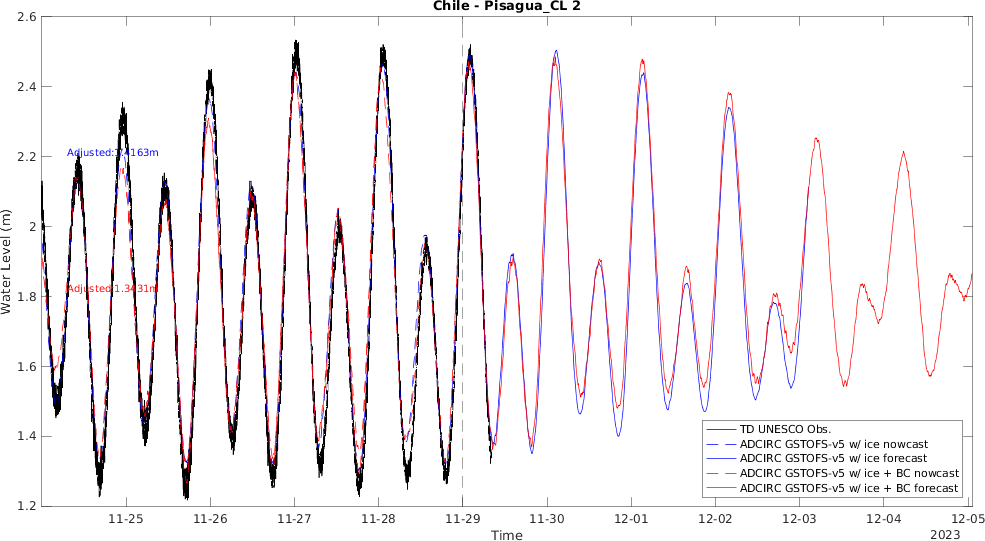 Chile - Pisagua_CL 2
2.6
2.4
2.2
2
1.8
1.6
1.4
1.2
Water Level (m)
Adjusted:1.3431m
TD UNESCO Obs.
ADCIRC GSTOFS-v5 w/ ice nowcast
ADCIRC GSTOFS-v5 w/ ice forecast
ADCIRC GSTOFS-v5 w/ ice + BC nowcast
ADCIRC GSTOFS-v5 w/ ice + BC forecast
11-25
11-26
11-27
11-28
11-29
11-30
12-01
12-02
12-03
12-04
12-05
Time
2023